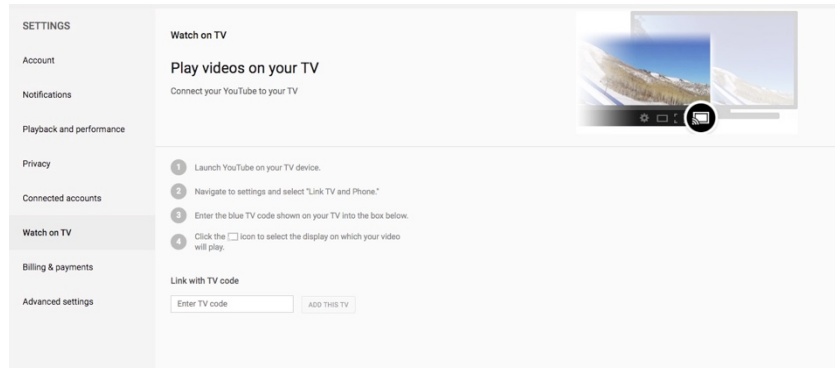 SETTINGS
Account
Notifications
Playback and performance
Privacy
Connected accounts
Watch on TV
Billing & payments
Advanced settings
Watch on TV
Play videos on your TV
Connect your YouTube to your TV
1 Launch YouTube on your TV device.
2 Navigate to settings and select "Link TV and Phone."
3 Enter the blue TV code shown on your TV into the box below.
4 Click the icon to select the display on which your video
will play.
Link with TV code
Enter TV code
ADD THIS TV